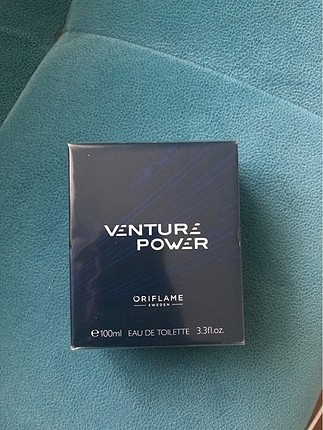 VENTURE
POWER
ORIFLAME
SWEDEN
℮100ml EAU DE TOILETTE 3.3fl.oz.